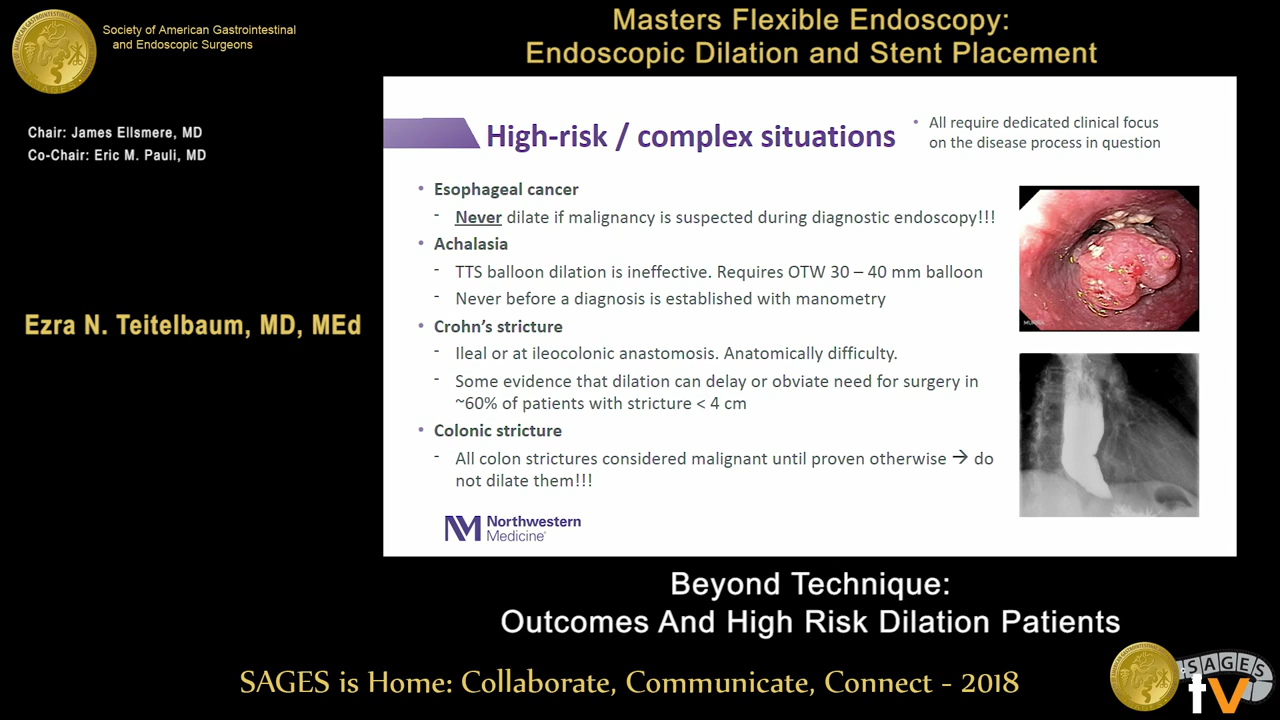 Society of American Gastrointestinal
and Endoscopic Surgeons
Masters Flexible Endoscopy:
Endoscopic Dilation and Stent Placement
Chair: James Ellsmere, MD
Co-Chair: Eric M. Pauli, MD
Ezra N. Teitelbaum, MD, MEd
High-risk / complex situations
• All require dedicated clinical focus
on the disease process in question
• Esophageal cancer
- Never dilate if malignancy is suspected during diagnostic endoscopy!!!
• Achalasia
- TTS balloon dilation is ineffective. Requires OTW 30 – 40 mm balloon
- Never before a diagnosis is established with manometry
• Crohn's stricture
- Ileal or at ileocolonic anastomosis. Anatomically difficulty.
- Some evidence that dilation can delay or obviate need for surgery in
~60% of patients with stricture < 4 cm
• Colonic stricture
- All colon strictures considered malignant until proven otherwise → do
not dilate them!!!
NM Northwestern
Medicine
Beyond Technique:
Outcomes And High Risk Dilation Patients
SAGES is Home: Collaborate, Communicate, Connect - 2018
SAGES
tv